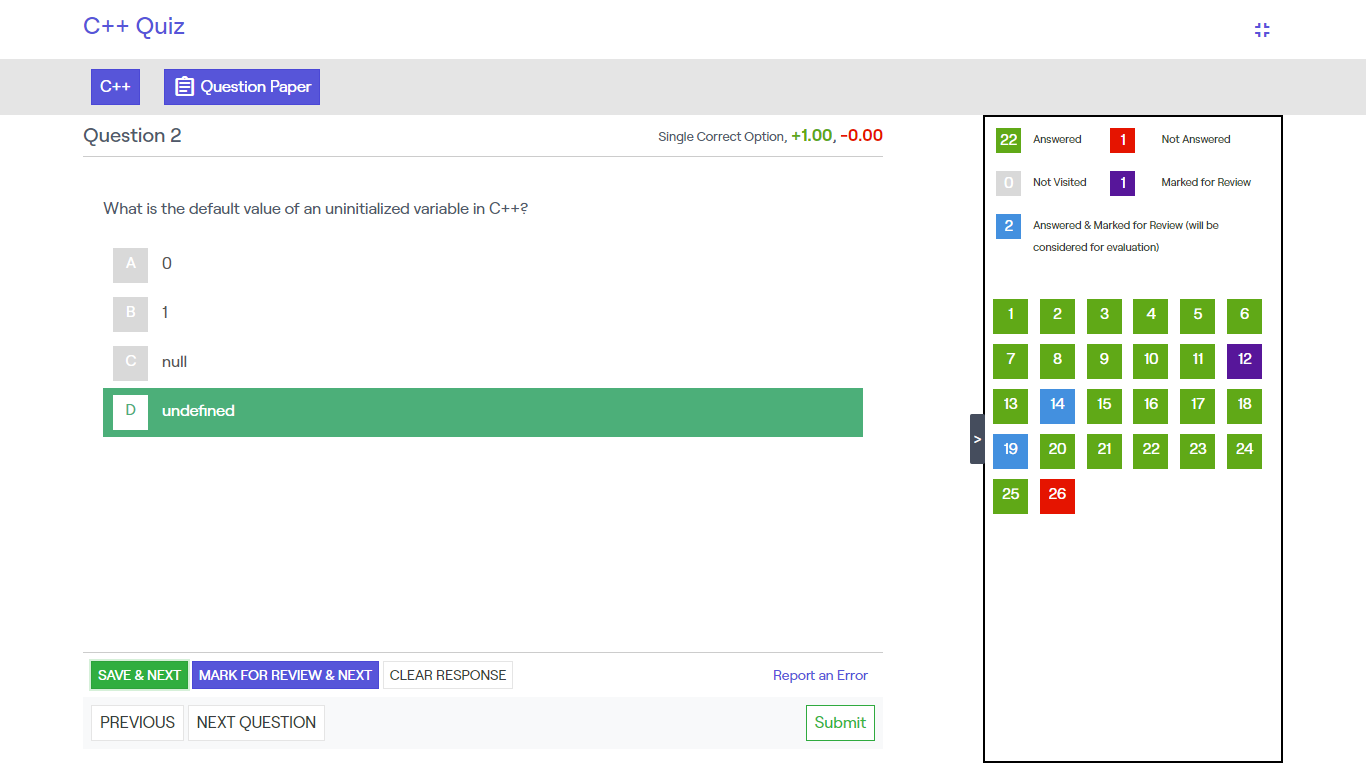 C++ Quiz
C++ Question Paper
Question 2 Single Correct Option, +1.00, -0.00
What is the default value of an uninitialized variable in C++?
A 0
B 1
C null
D undefined
SAVE & NEXT MARK FOR REVIEW & NEXT CLEAR RESPONSE Report an Error
PREVIOUS NEXT QUESTION Submit
>
22 Answered 1 Not Answered
0 Not Visited 1 Marked for Review
2 Answered & Marked for Review (will be
considered for evaluation)
1 2 3 4 5 6
7 8 9 10 11 12
13 14 15 16 17 18
19 20 21 22 23 24
25 26